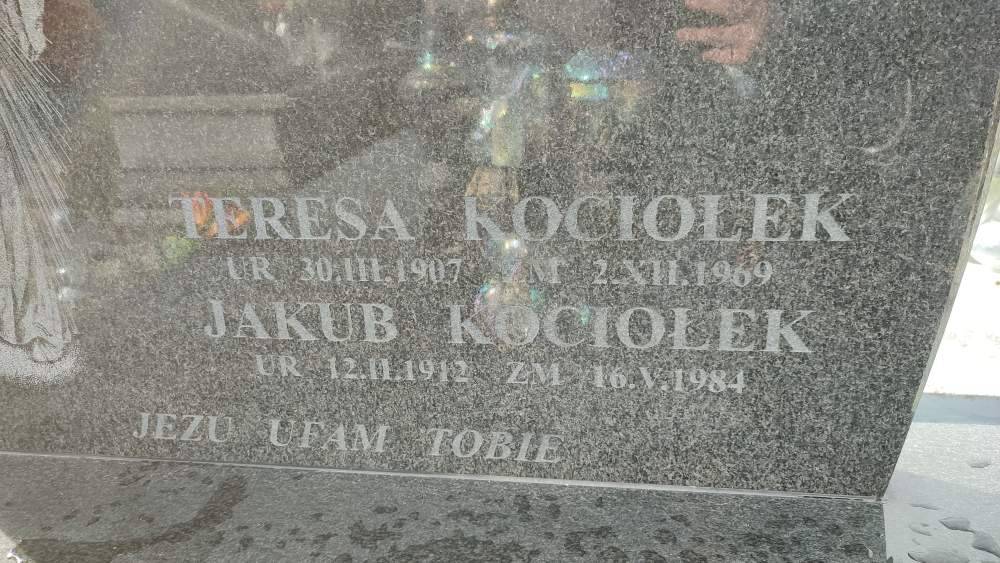 TERESA KOCIOŁEK
UR 30.III.1907 ZM 2.XII.1969
JAKUB KOCIOŁEK
UR 12.II.1912 ZM 16.V.1984
JEZU UFAM TOBIE